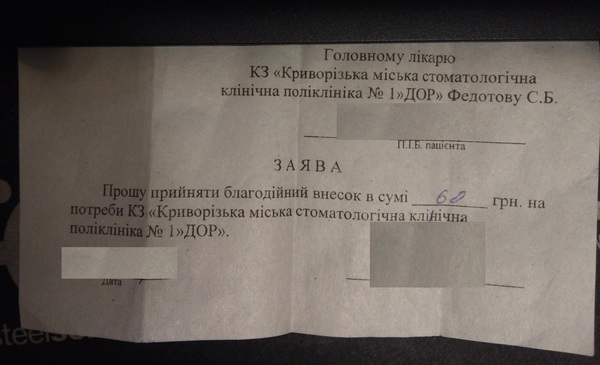 Головному лікарю
КЗ «Криворізька міська стоматологічна
клінічна поліклініка № 1»ДОР» Федотову С.Б.
П.І.Б. пацієнта
ЗАЯВА
Прошу прийняти благодійний внесок в сумі 60 грн. на
потреби КЗ «Криворізька міська стоматологічна клінічна
поліклініка № 1»ДОР».
Дата
steels